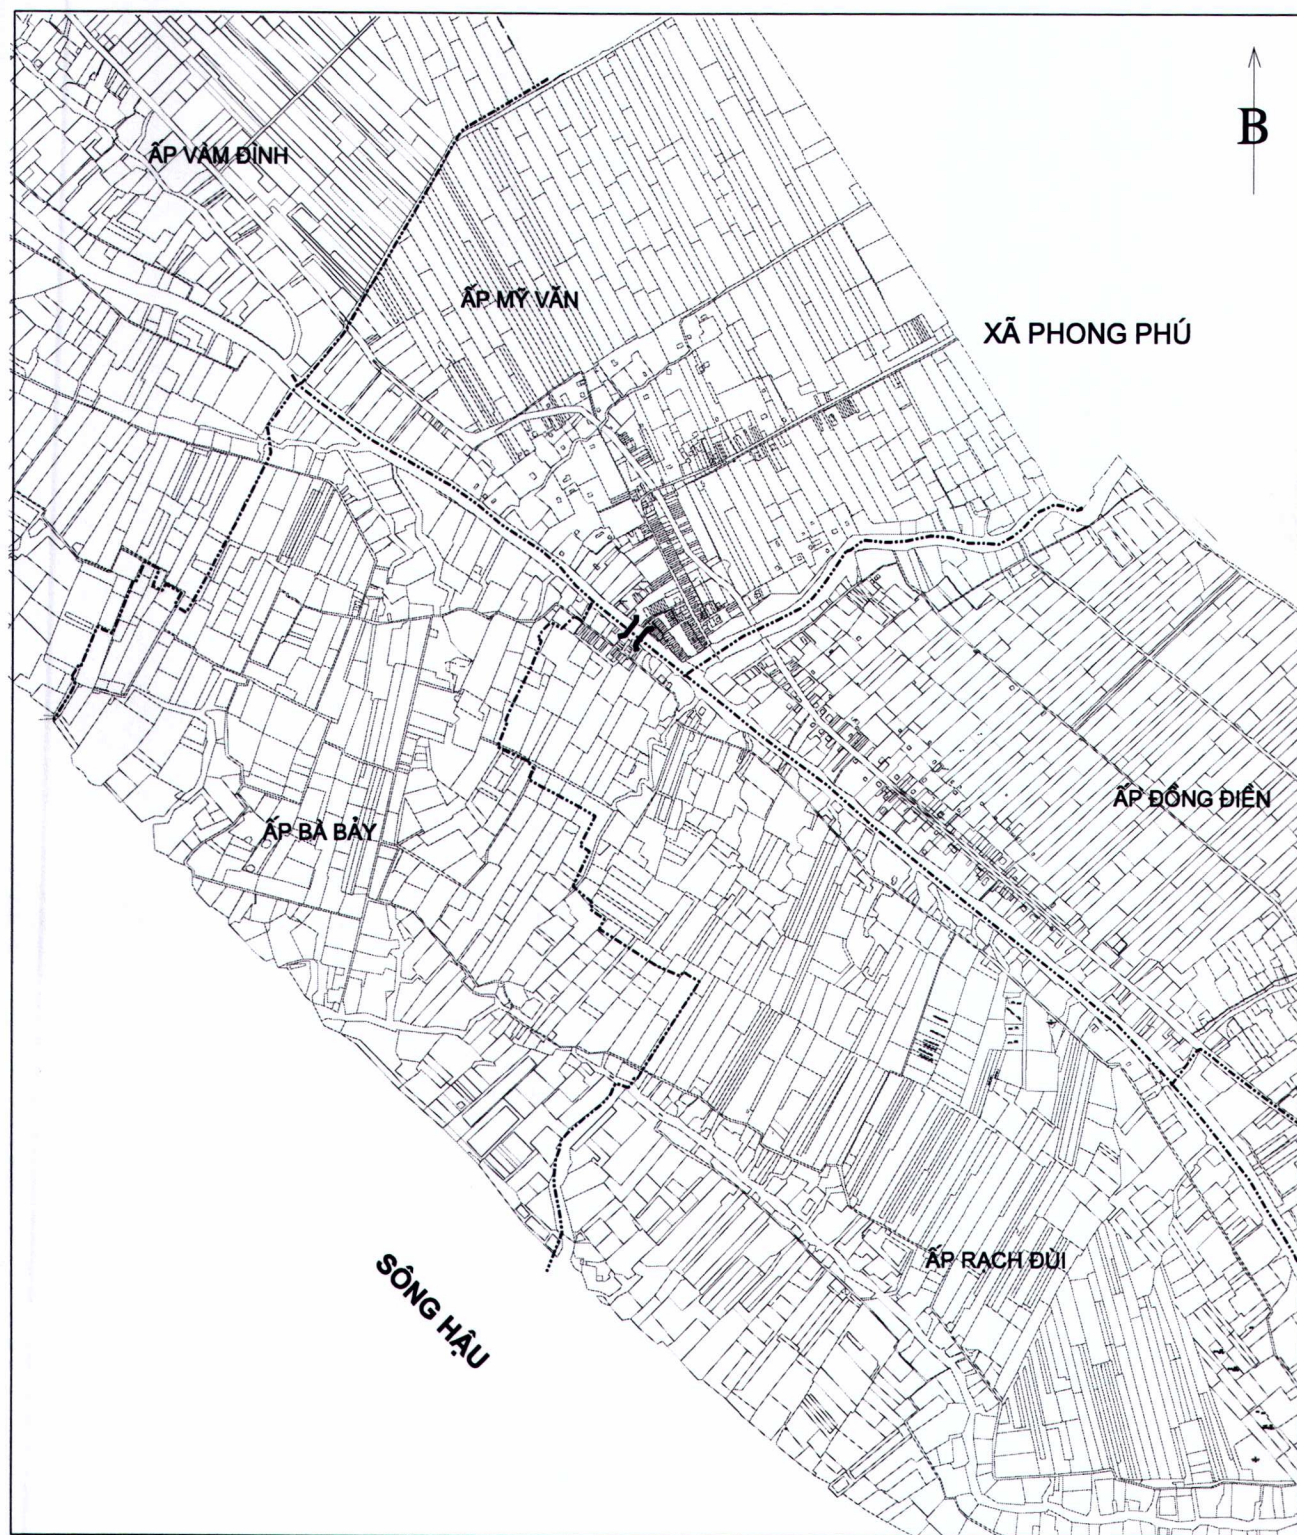 B
ẤP VÀM ĐÌNH
ẤP MỸ VĂN
XÃ PHONG PHÚ
ẤP ĐỒNG ĐIỀN
ẤP BÀ BẢY
ẤP RẠCH ĐÙI
SÔNG HẬU